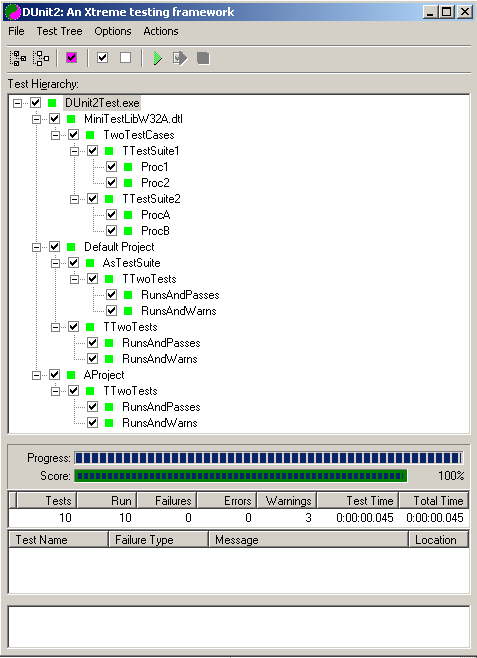 DUnit2: An Xtreme testing framework
File Test Tree Options Actions
Test Hierarchy:
DUnit2Test.exe
MiniTestLibW32A.dtl
TwoTestCases
TTestSuite1
Proc1
Proc2
TTestSuite2
ProcA
ProcB
Default Project
AsTestSuite
TTwoTests
RunsAndPasses
RunsAndWarns
TTwoTests
RunsAndPasses
RunsAndWarns
AProject
TTwoTests
RunsAndPasses
RunsAndWarns
Progress:
Score: 100%
Tests Run Failures Errors Warnings Test Time Total Time
10 10 0 0 3 0:00:00.045 0:00:00.045
Test Name Failure Type Message Location